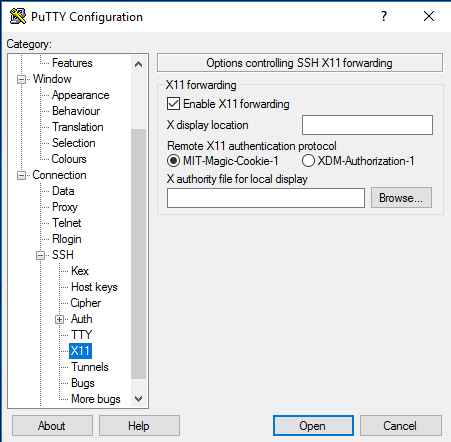 PuTTY Configuration
?
Category:
Features
Window
Appearance
Behaviour
Translation
Selection
Colours
Connection
Data
Proxy
Telnet
Rlogin
SSH
Kex
Host keys
Cipher
Auth
TTY
X11
Tunnels
Bugs
More bugs
Options controlling SSH X11 forwarding
X11 forwarding
Enable X11 forwarding
X display location
Remote X11 authentication protocol
MIT-Magic-Cookie-1 XDM-Authorization-1
X authority file for local display
Browse...
About Help Open Cancel